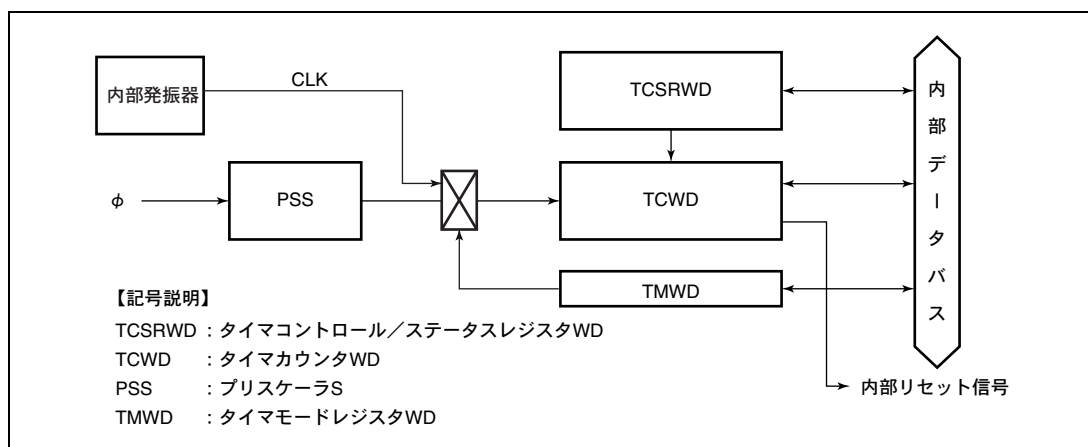 内部発振器
CLK
TCSRWD
φ
PSS
TCWD
TMWD
内部データバス
内部リセット信号
【記号説明】
TCSRWD ：タイマコントロール／ステータスレジスタWD
TCWD ：タイマカウンタWD
PSS ：プリスケーラS
TMWD ：タイマモードレジスタWD